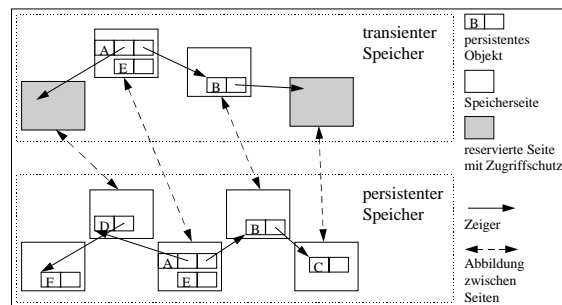 transienter
Speicher
A
E
B
persistenter
Speicher
D
B
A
F
E
C
B
persistentes
Objekt
Speicherseite
reservierte Seite
mit Zugriffschutz
Zeiger
Abbildung
zwischen
Seiten